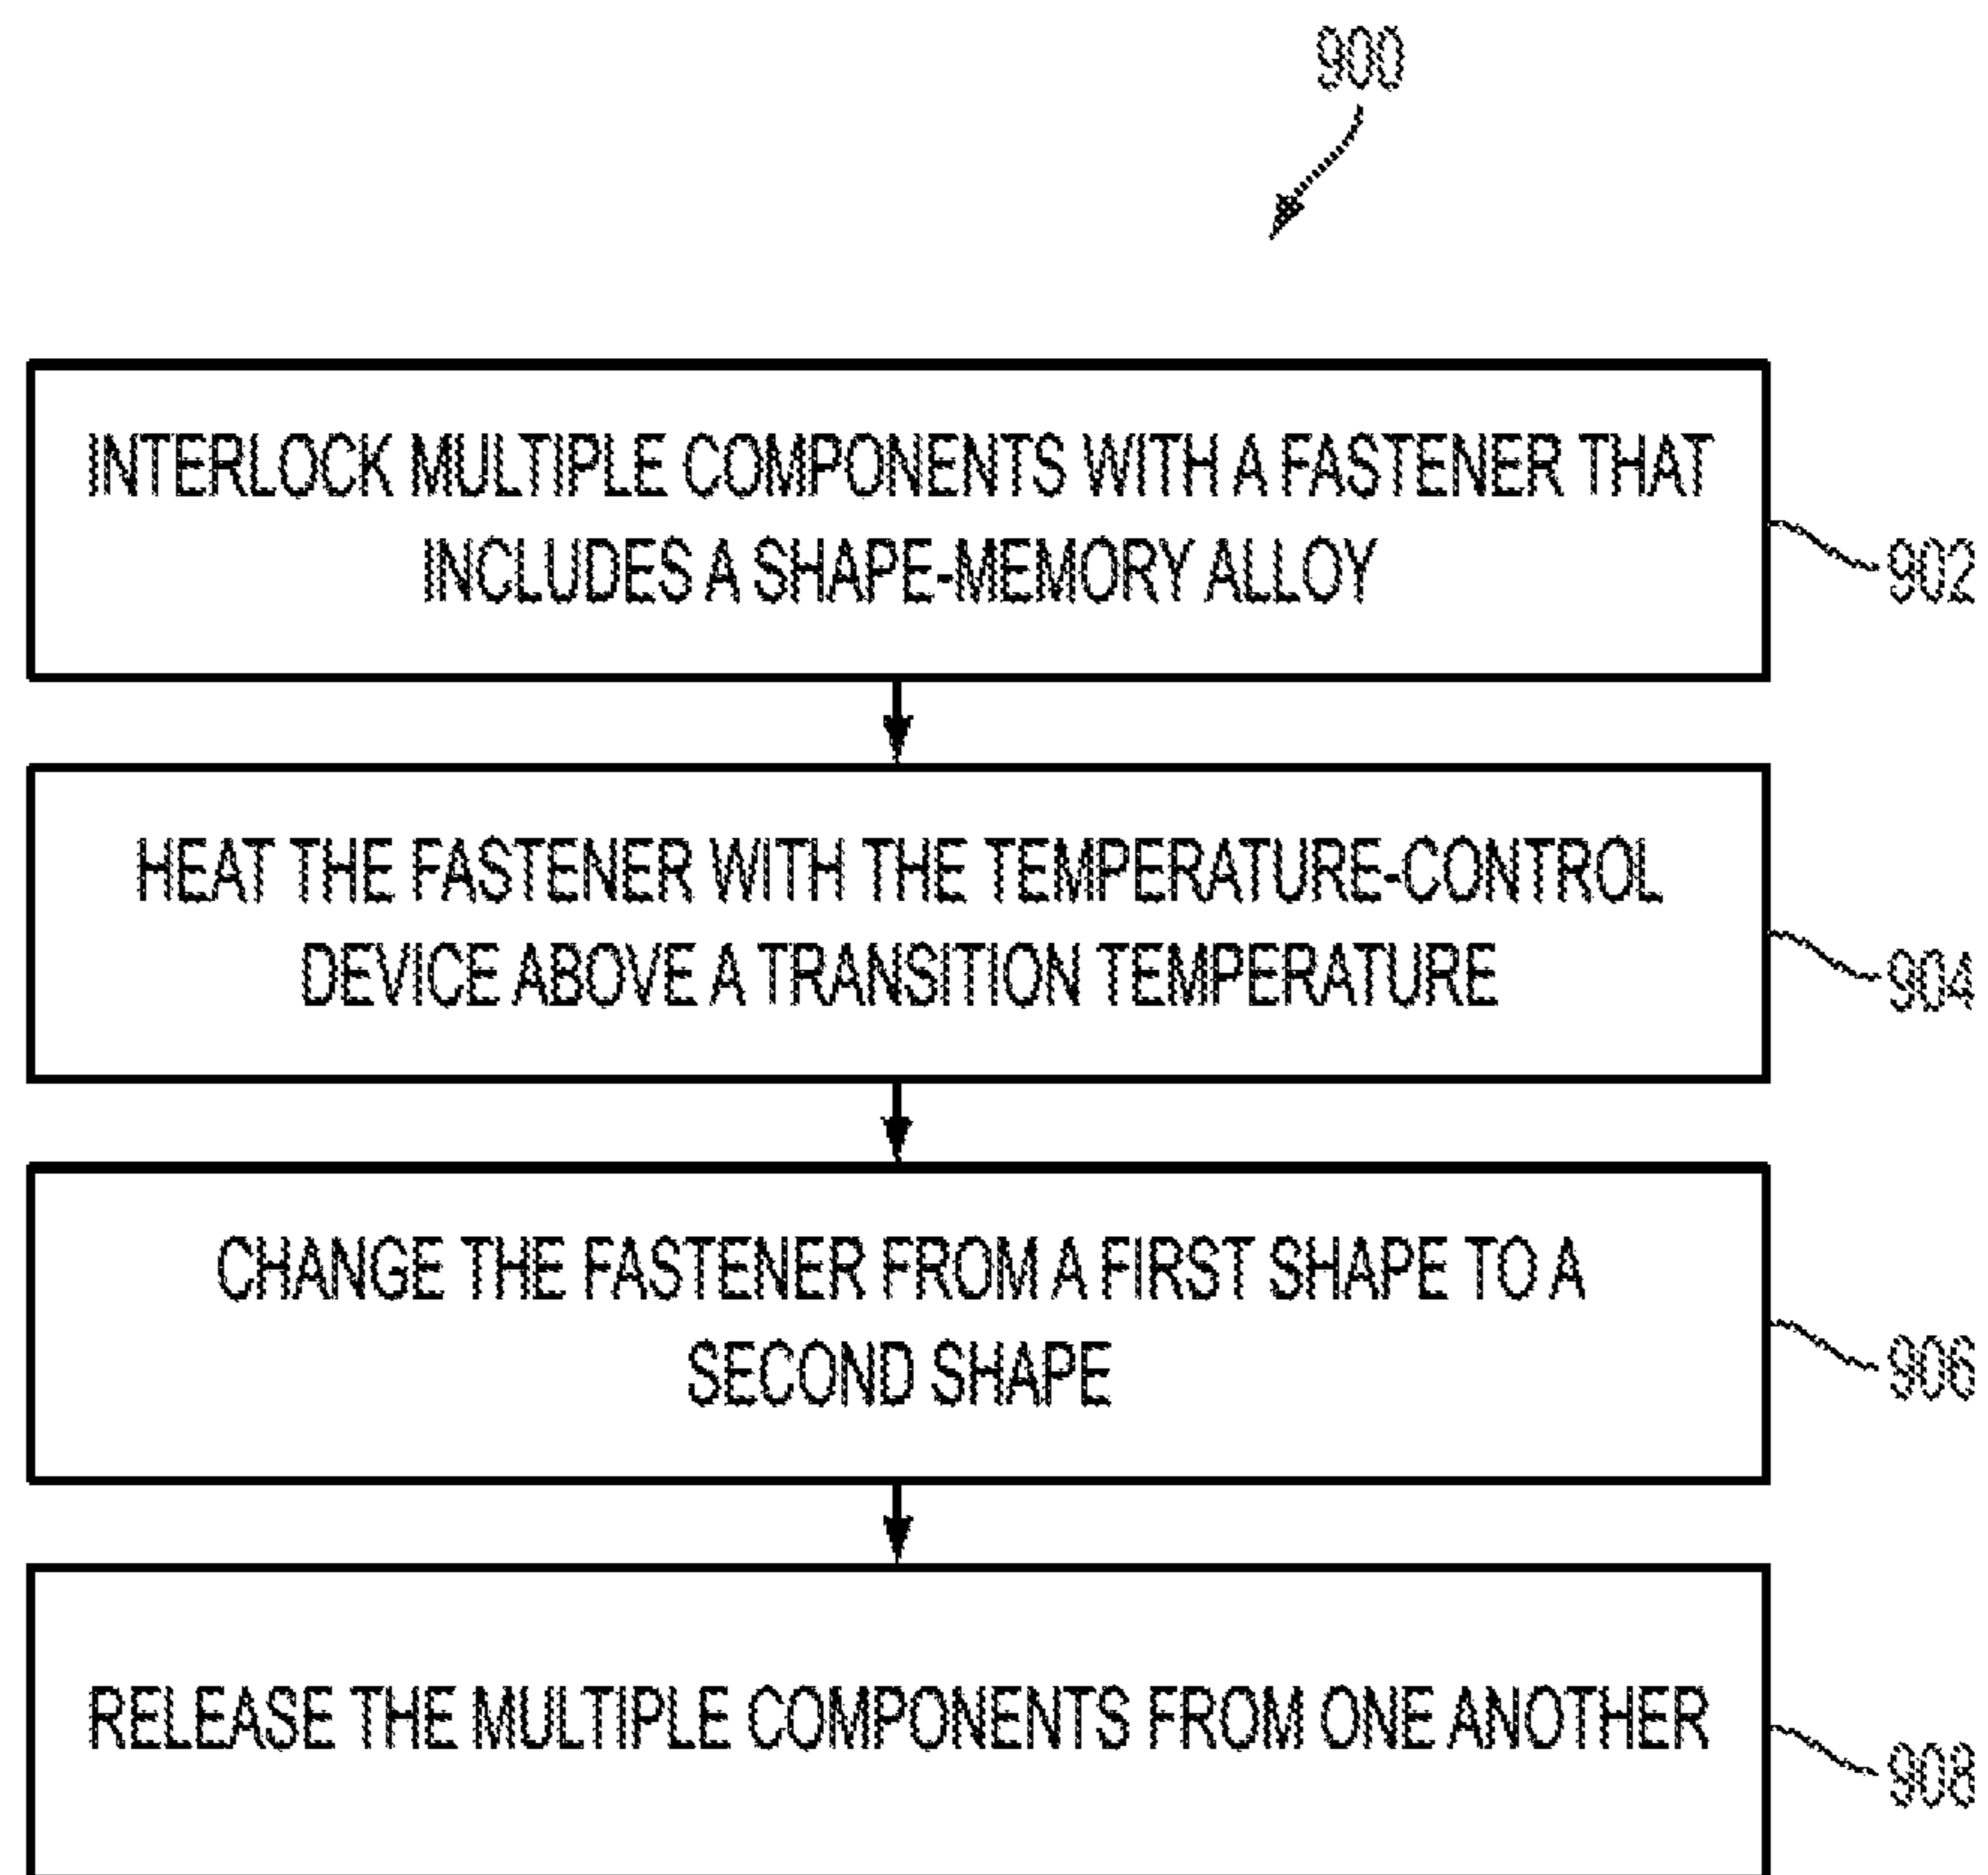 900
INTERLOCK MULTIPLE COMPONENTS WITH A FASTENER THAT
INCLUDES A SHAPE-MEMORY ALLOY
902
HEAT THE FASTENER WITH THE TEMPERATURE-CONTROL
DEVICE ABOVE A TRANSITION TEMPERATURE
904
CHANGE THE FASTENER FROM A FIRST SHAPE TO A
SECOND SHAPE
906
RELEASE THE MULTIPLE COMPONENTS FROM ONE ANOTHER
908